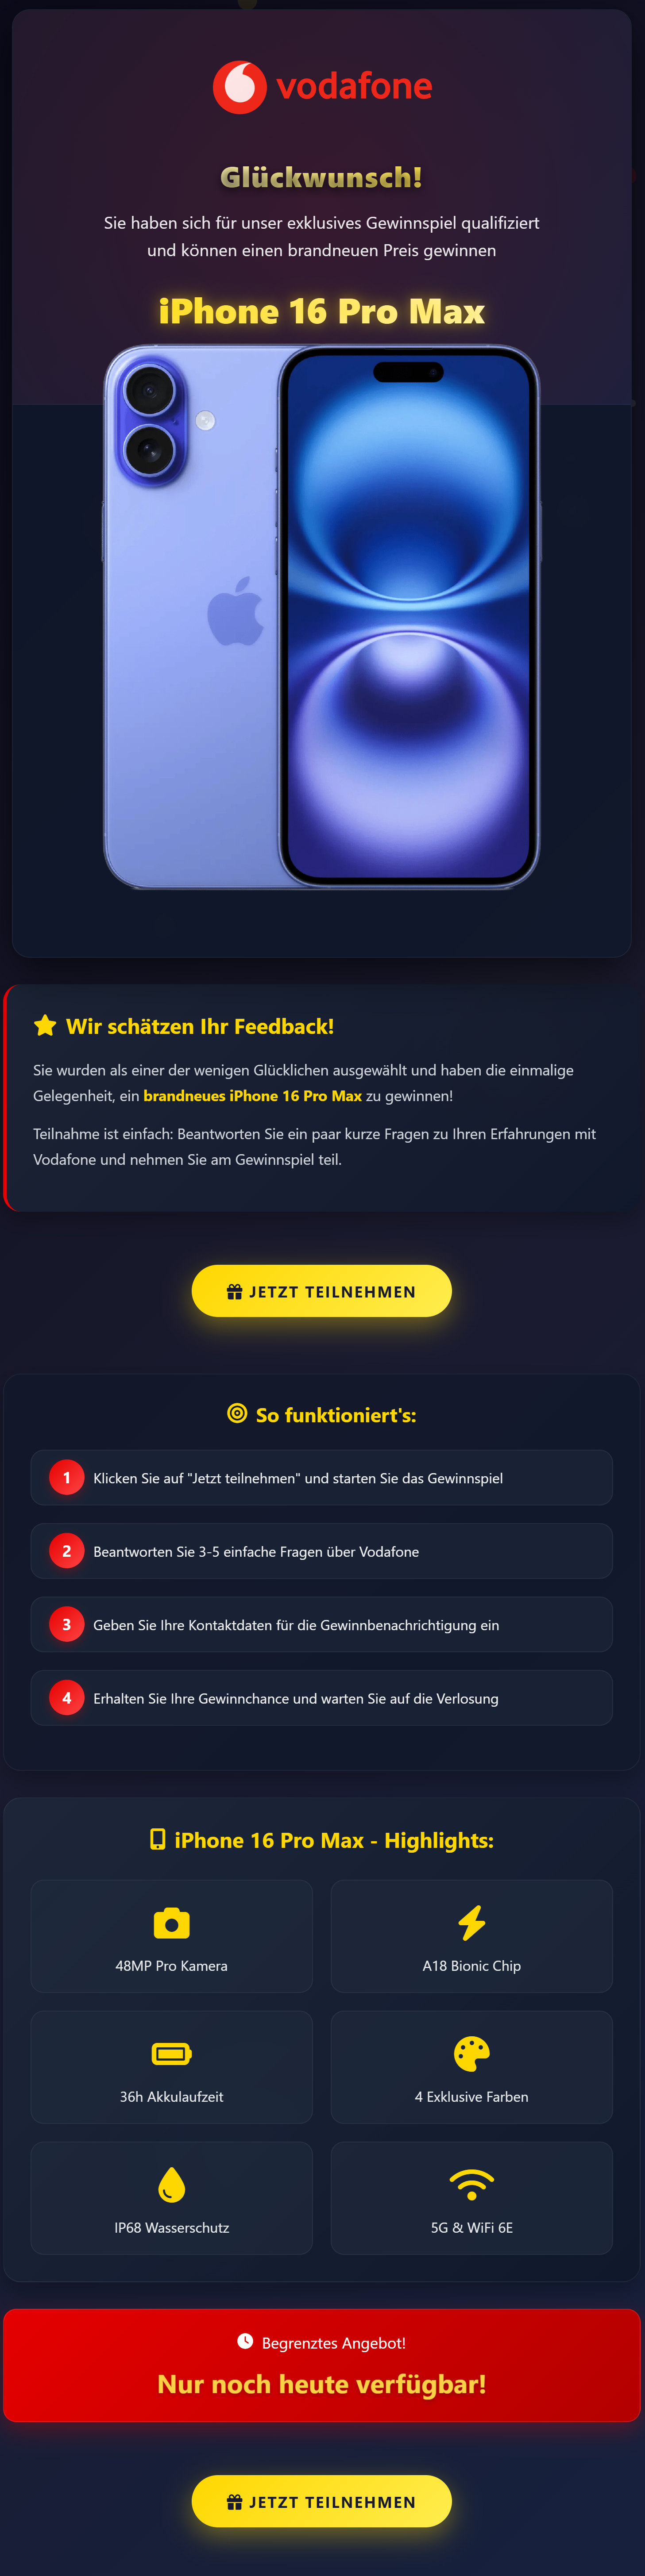 vodafone
Glückwunsch!
Sie haben sich für unser exklusives Gewinnspiel qualifiziert
und können einen brandneuen Preis gewinnen
iPhone 16 Pro Max
Wir schätzen Ihr Feedback!
Sie wurden als einer der wenigen Glücklichen ausgewählt und haben die einmalige
Gelegenheit, ein brandneues iPhone 16 Pro Max zu gewinnen!
Teilnahme ist einfach: Beantworten Sie ein paar kurze Fragen zu Ihren Erfahrungen mit
Vodafone und nehmen Sie am Gewinnspiel teil.
JETZT TEILNEHMEN
So funktioniert's:
1 Klicken Sie auf "Jetzt teilnehmen" und starten Sie das Gewinnspiel
2 Beantworten Sie 3-5 einfache Fragen über Vodafone
3 Geben Sie Ihre Kontaktdaten für die Gewinnbenachrichtigung ein
4 Erhalten Sie Ihre Gewinnchance und warten Sie auf die Verlosung
iPhone 16 Pro Max - Highlights:
48MP Pro Kamera
A18 Bionic Chip
36h Akkulaufzeit
4 Exklusive Farben
IP68 Wasserschutz
5G & WiFi 6E
Begrenztes Angebot!
Nur noch heute verfügbar!
JETZT TEILNEHMEN